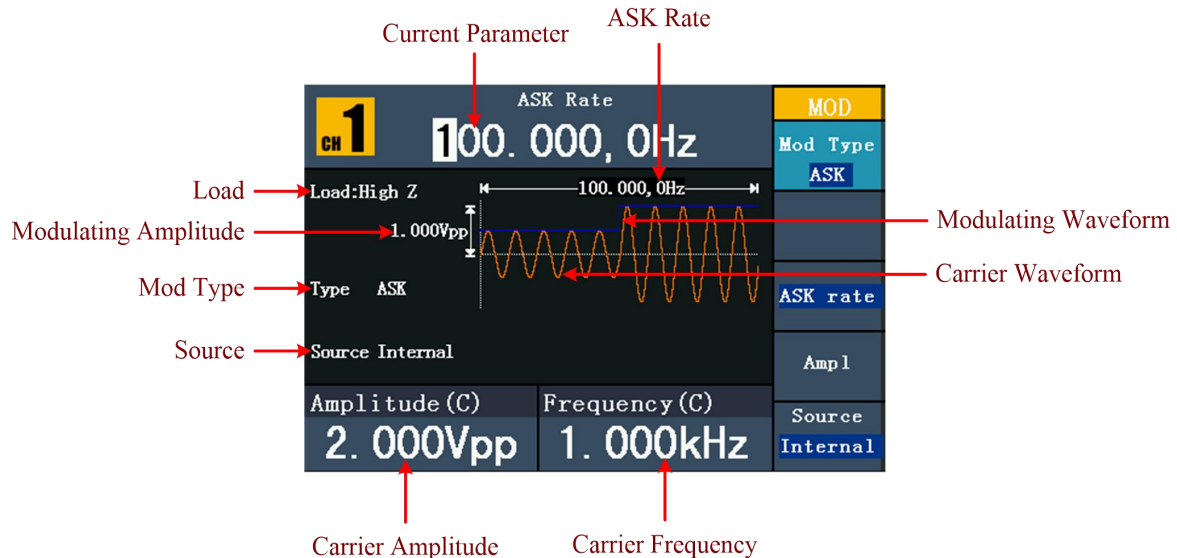 ASK Rate
Current Parameter
ASK Rate
MOD
CH 1
100.000,0Hz
Mod Type
ASK
Load
Load:High Z
100.000,0Hz
Modulating Amplitude
1.000Vpp
Modulating Waveform
Carrier Waveform
Mod Type
Type ASK
ASK rate
Source
Source Internal
Ampl
Amplitude(C)
Frequency(C)
Source
2.000Vpp
1.000kHz
Internal
Carrier Amplitude
Carrier Frequency